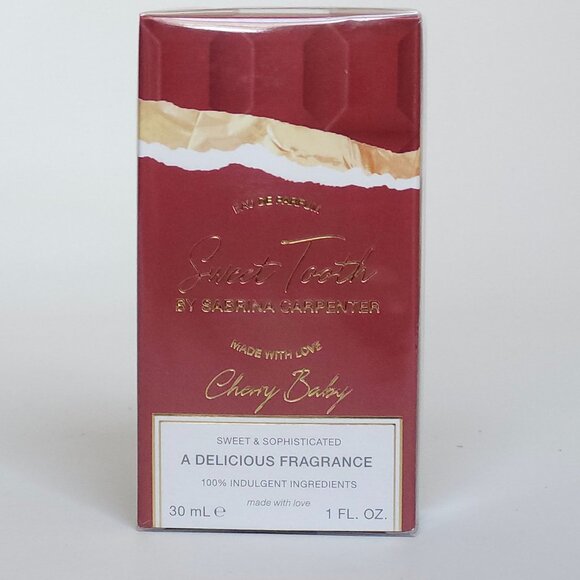 EAU DE PARFUM
Sweet Tooth
BY SABRINA CARPENTER
MADE WITH LOVE
Cherry Baby
SWEET & SOPHISTICATED
A DELICIOUS FRAGRANCE
100% INDULGENT INGREDIENTS
made with love
30 mL ℮ 1 FL. OZ.